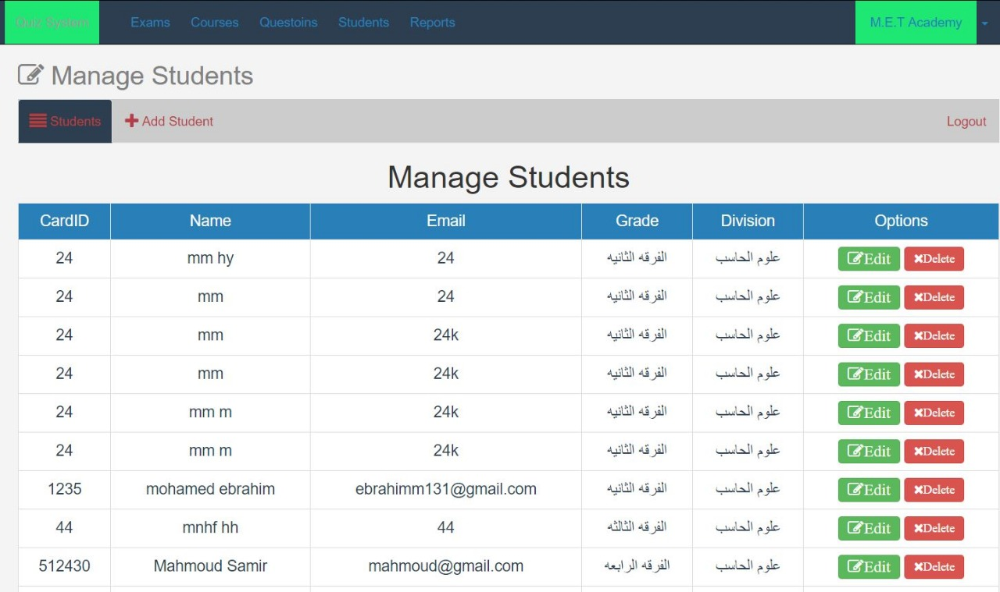 Quiz System Exams Courses Questoins Students Reports M.E.T Academy
Manage Students
Students Add Student Logout
Manage Students
CardID Name Email Grade Division Options
24 mm hy 24 الفرقه الثانيه علوم الحاسب Edit Delete
24 mm 24 الفرقه الثانيه علوم الحاسب Edit Delete
24 mm 24k الفرقه الثانيه علوم الحاسب Edit Delete
24 mm 24k الفرقه الثانيه علوم الحاسب Edit Delete
24 mm m 24k الفرقه الثانيه علوم الحاسب Edit Delete
24 mm m 24k الفرقه الثانيه علوم الحاسب Edit Delete
1235 mohamed ebrahim ebrahimm131@gmail.com الفرقه الثانيه علوم الحاسب Edit Delete
44 mnhf hh 44 الفرقه الثالثه علوم الحاسب Edit Delete
512430 Mahmoud Samir mahmoud@gmail.com الفرقه الرابعه علوم الحاسب Edit Delete